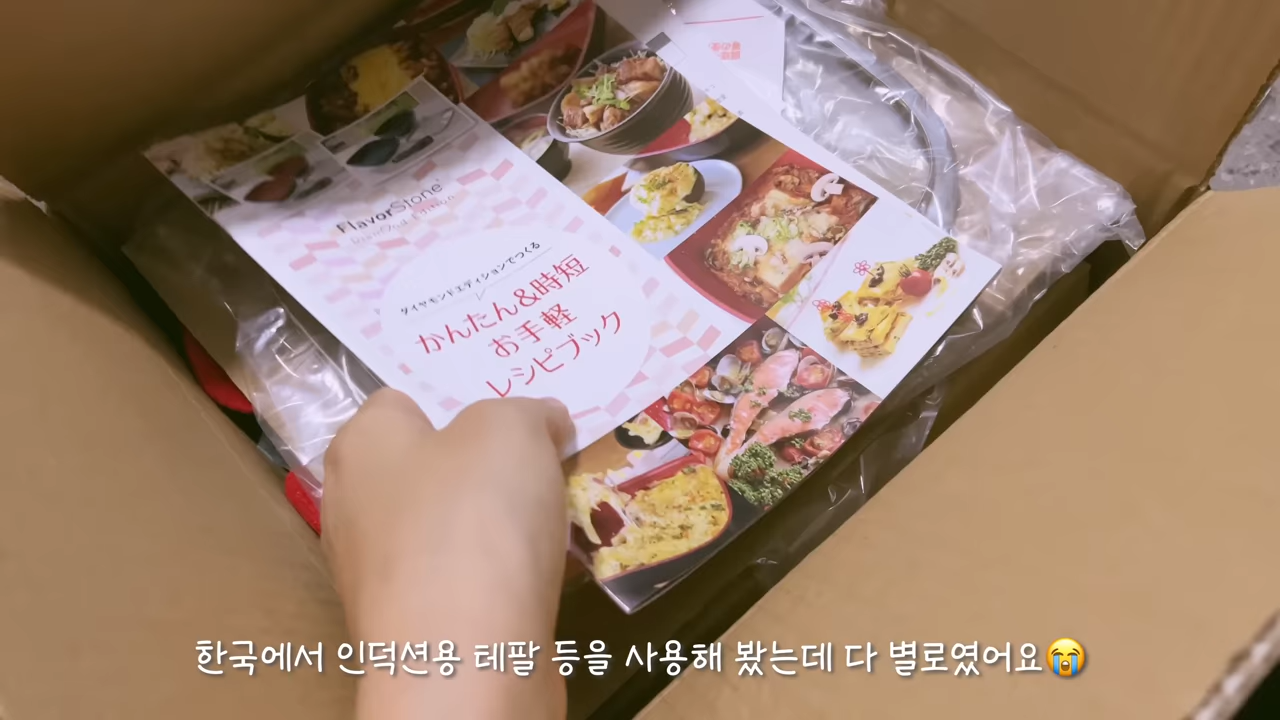 FlavorStone
Diamond Edition
ダイヤモンドエディションでつくる
かんたん&時短
お手軽
レシピブック
한국에서 인덕션용 테팔 등을 사용해 봤는데 다 별로였어요😭